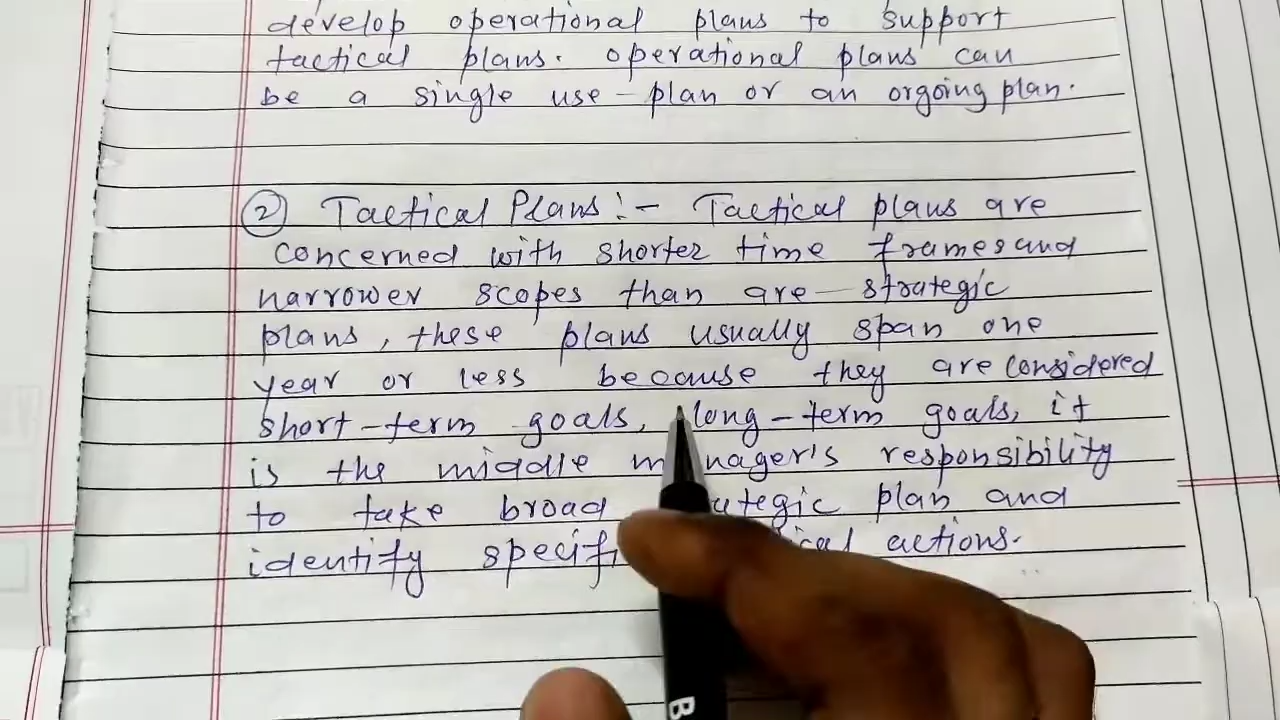 develop operational plans to support
tactical plans. operational plans can
be a single use-plan or an orgoing plan.
② Tactical Plans:- Tactical plans are
concerned with shorter time frames and
narrower scopes than are strategic
plans, these plans usually span one
year or less because they are considered
short-term goals, long-term goals, it
is the middle manager's responsibility
to take broad plan and
identify actions.
B